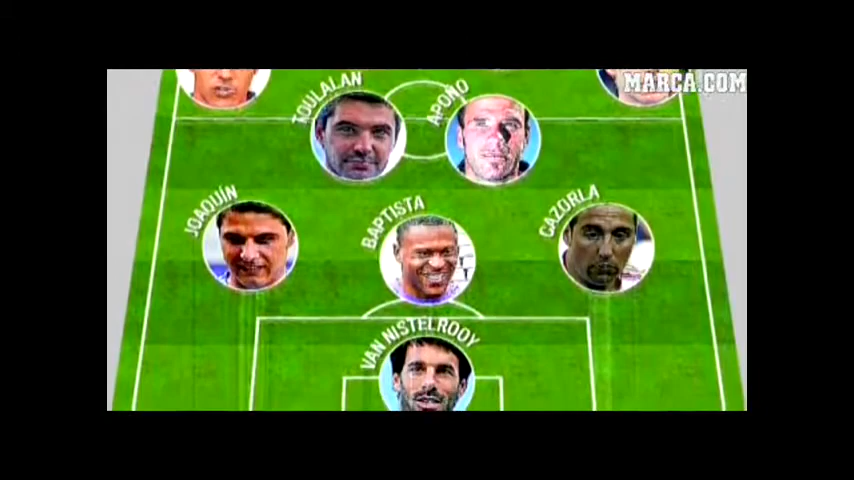 MARCA.COM
TOULALAN
APOÑO
JOAQUÍN
BAPTISTA
CAZORLA
VAN NISTELROOY